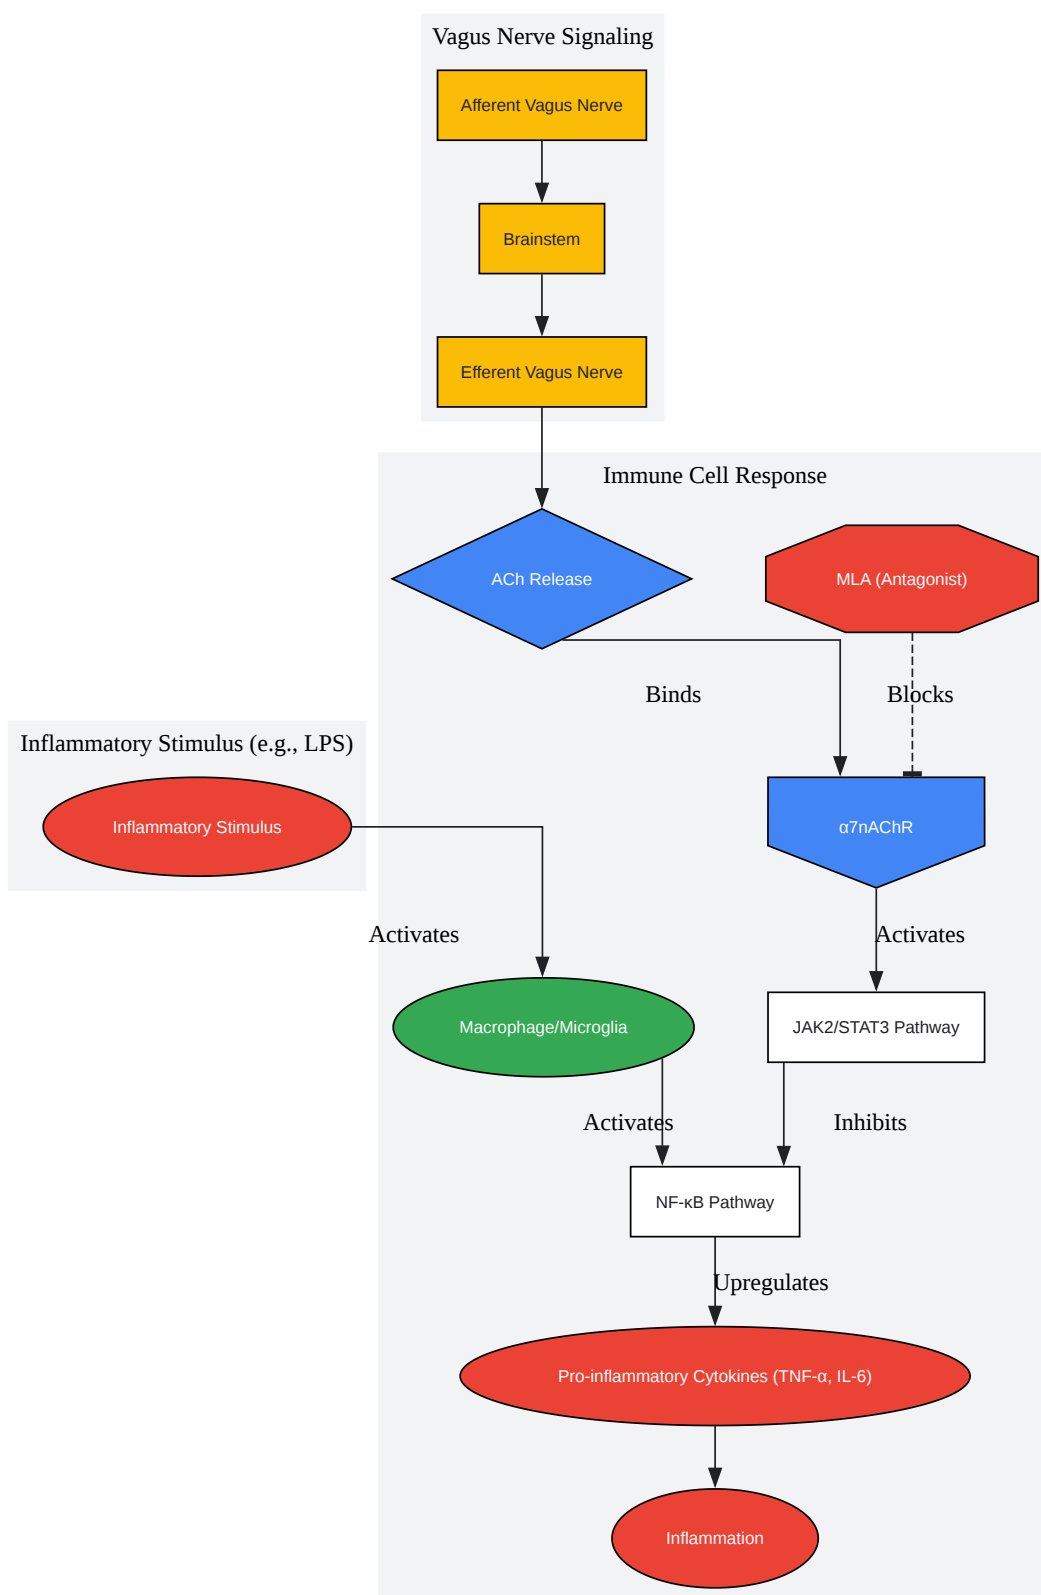 Vagus Nerve Signaling
Afferent Vagus Nerve
Brainstem
Efferent Vagus Nerve
Immune Cell Response
ACh Release
MLA (Antagonist)
Binds
Blocks
Inflammatory Stimulus (e.g., LPS)
Inflammatory Stimulus
α7nAChR
Activates
Activates
Macrophage/Microglia
JAK2/STAT3 Pathway
Activates
Inhibits
NF-κB Pathway
Upregulates
Pro-inflammatory Cytokines (TNF-α, IL-6)
Inflammation